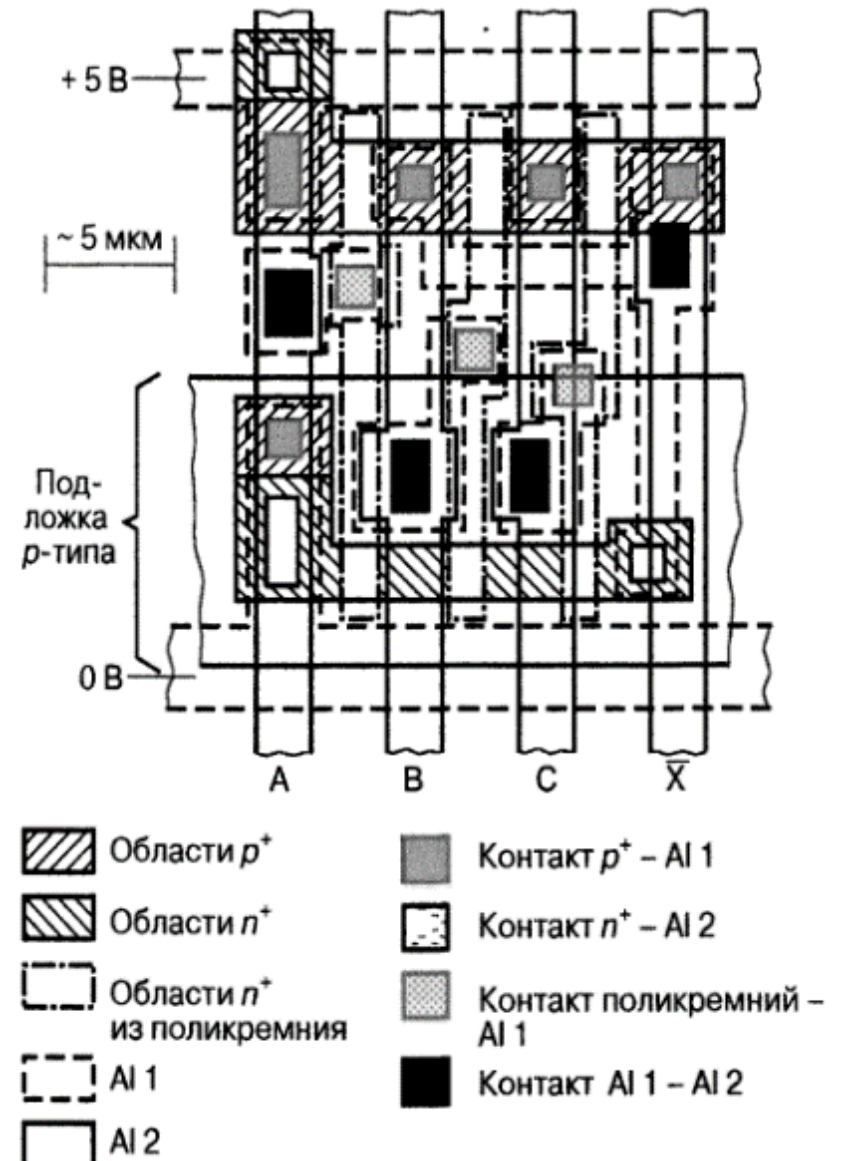 + 5 В
~ 5 мкм
Под-
ложка
p-типа
0 В
A
B
C
X̅
Области p⁺
Области n⁺
Области n⁺
из поликремния
Al 1
Al 2
Контакт p⁺ – Al 1
Контакт n⁺ – Al 2
Контакт поликремний –
Al 1
Контакт Al 1 – Al 2